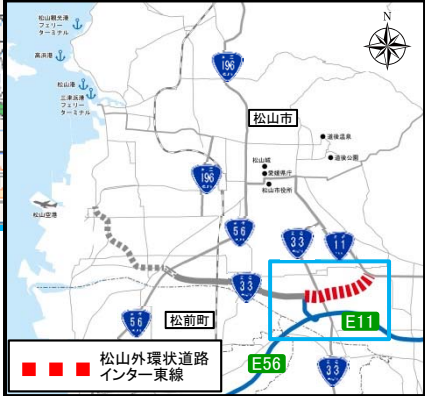 松山観光港
フェリー
ターミナル
高浜港
松山港
三津浜港
フェリー
ターミナル
N
196
松山市
道後温泉
道後公園
松山城
愛媛県庁
松山市役所
196
松山空港
56
33
11
33
56
松前町
E11
E56
33
松山外環状道路
インター東線